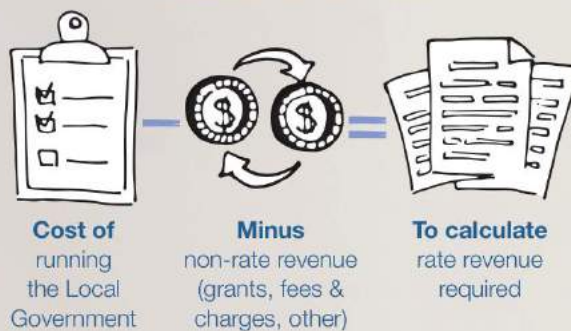 Cost of
running
the Local
Government
Minus
non-rate revenue
(grants, fees &
charges, other)
To calculate
rate revenue
required